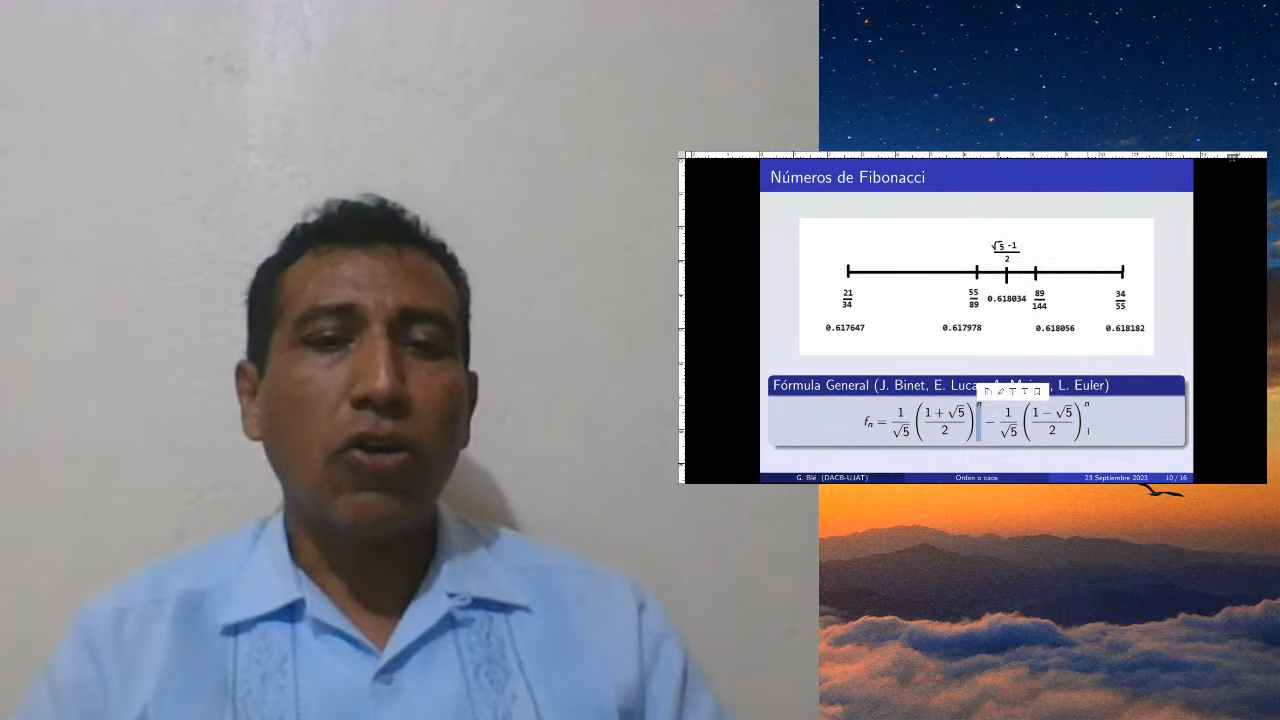 Números de Fibonacci
√5 -1
2
21
34
55
89
0.618034
89
144
34
55
0.617647
0.617978
0.618056
0.618182
Fórmula General (J. Binet, E. Lucas, A. , L. Euler)
fₙ = 1/√5 ((1 + √5)/2)ⁿ − 1/√5 ((1 − √5)/2)ⁿ
G. Blé (DACB-UJAT)
Orden o caos
23 Septiembre 2023
10 / 16